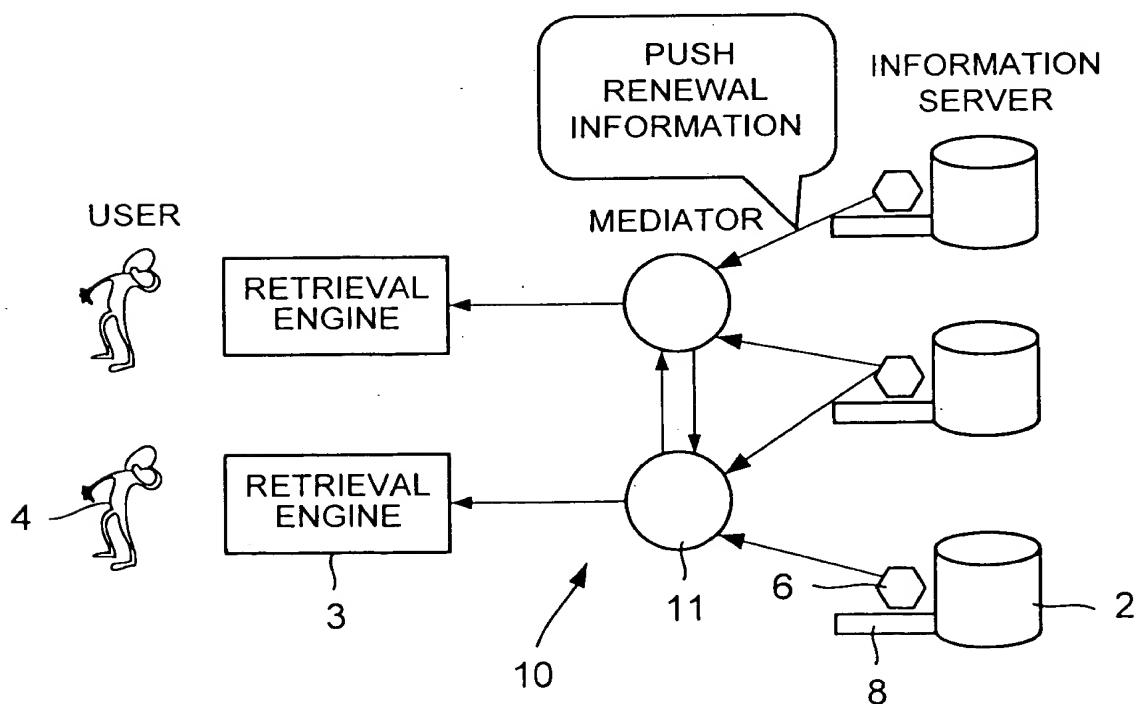 PUSH
RENEWAL
INFORMATION
INFORMATION
SERVER
USER
MEDIATOR
RETRIEVAL
ENGINE
RETRIEVAL
ENGINE
4
3
10
11
6
8
2